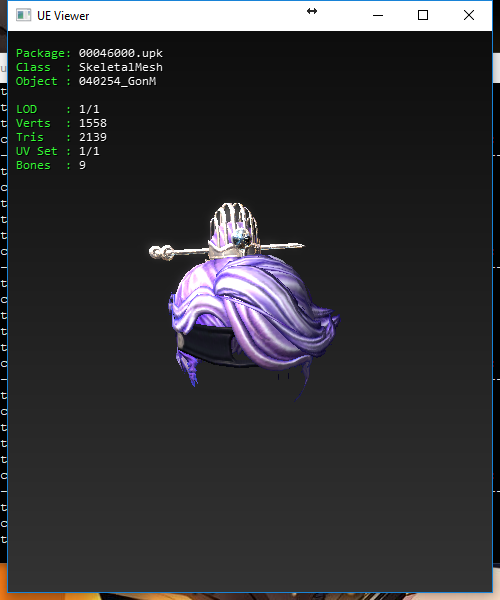 UE Viewer
Package: 00046000.upk
Class : SkeletalMesh
Object : 040254_GonM
LOD : 1/1
Verts : 1558
Tris : 2139
UV Set : 1/1
Bones : 9